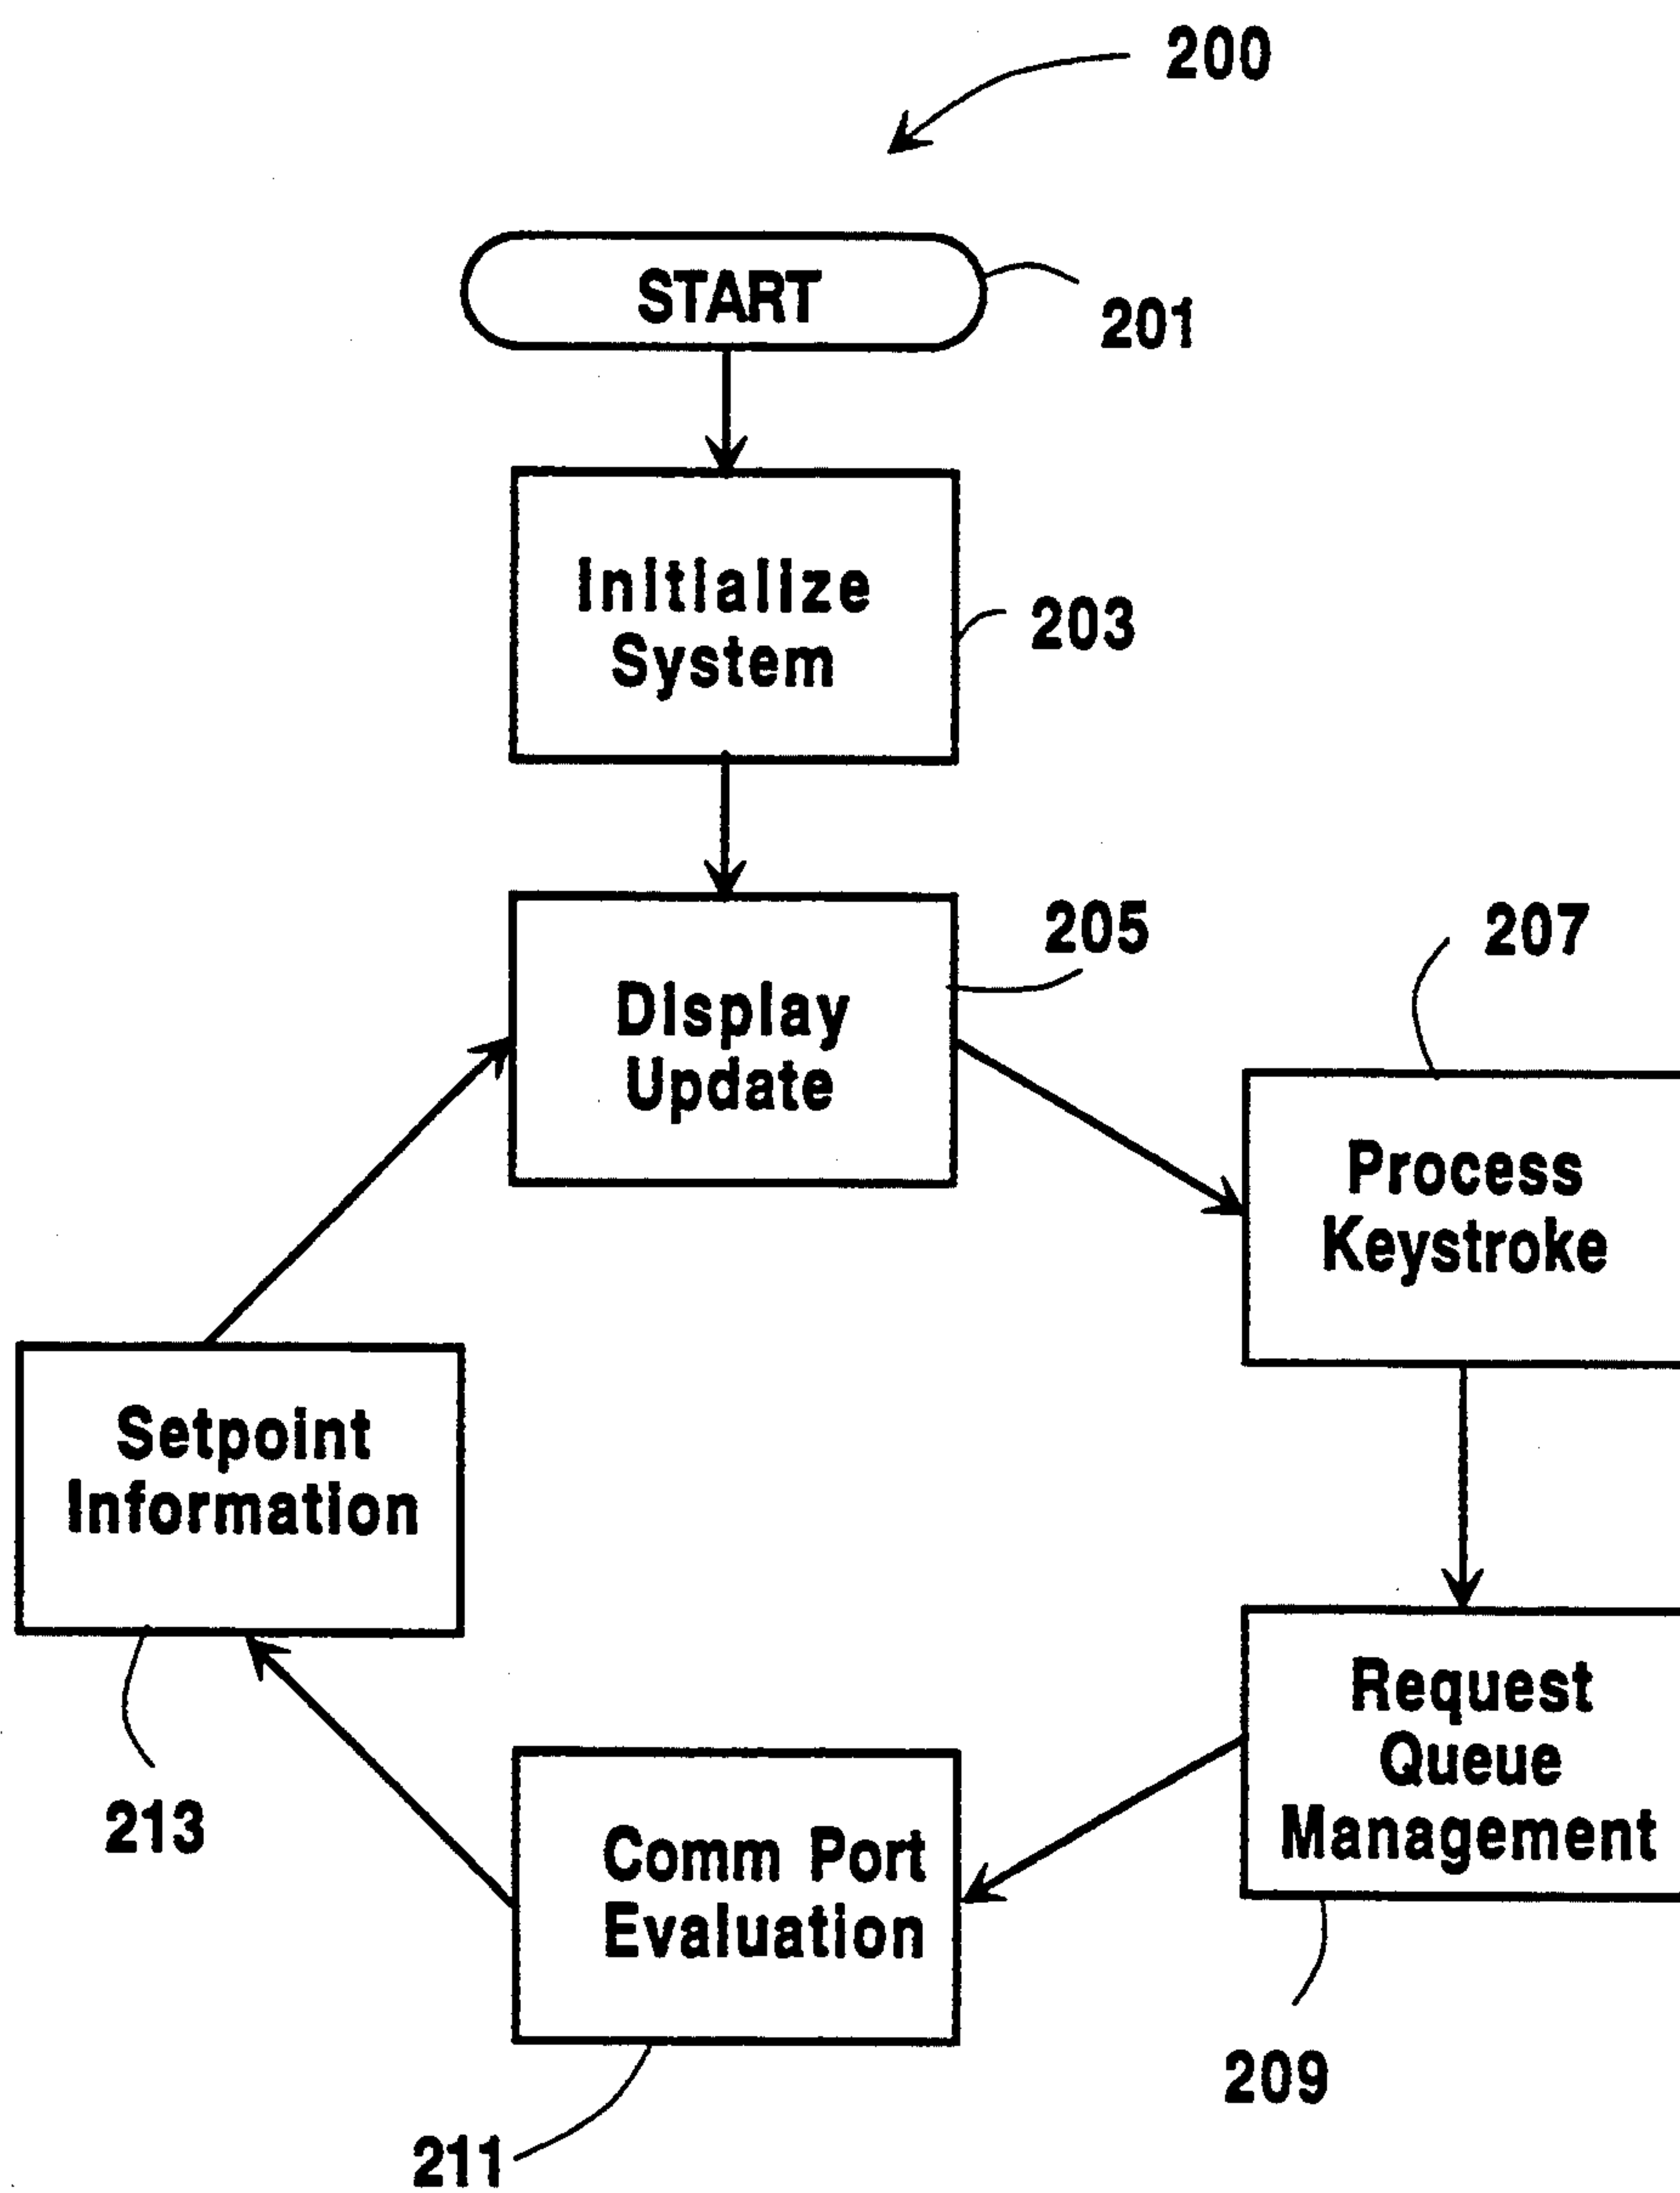 200
START
201
Initialize
System
203
Display
Update
205
207
Process
Keystroke
Setpoint
Information
213
Request
Queue
Management
209
Comm Port
Evaluation
211